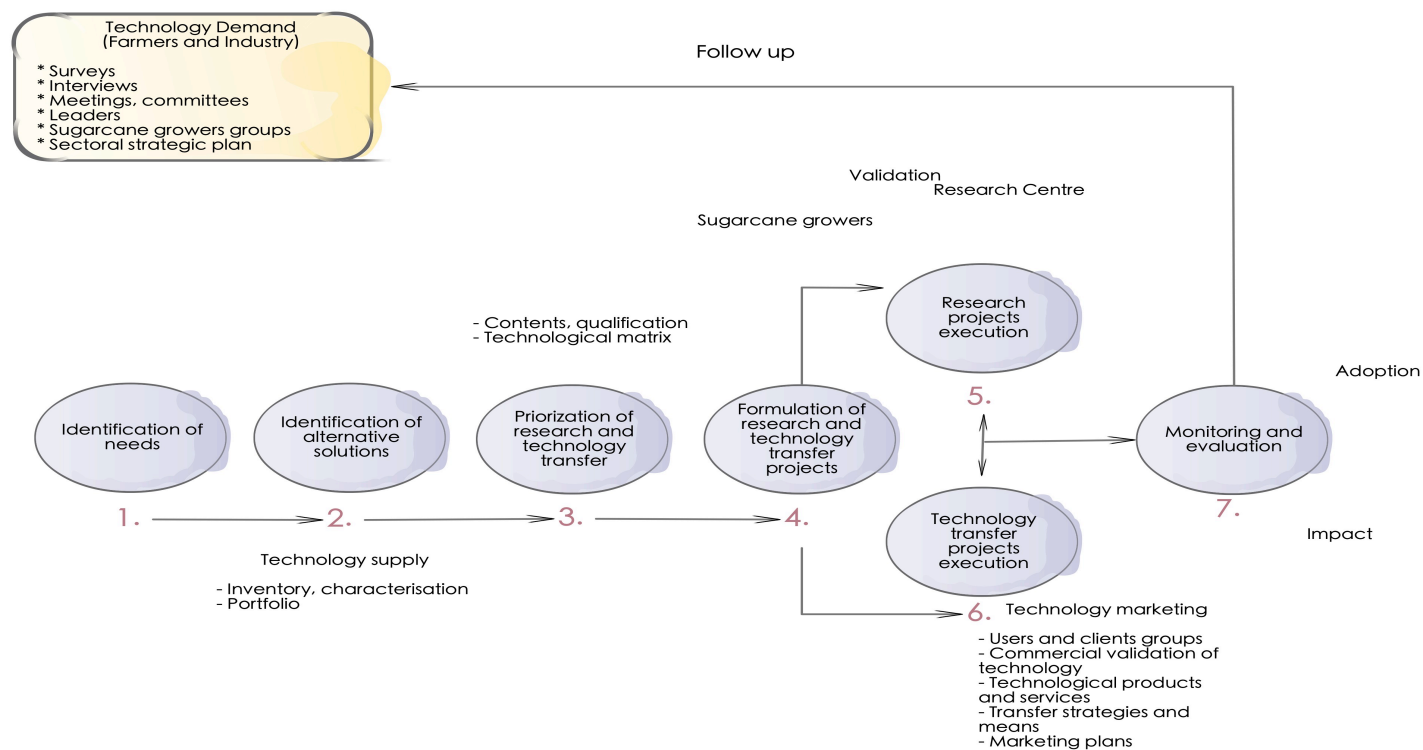 Technology Demand
(Farmers and Industry)
* Surveys
* Interviews
* Meetings, committees
* Leaders
* Sugarcane growers groups
* Sectoral strategic plan
Follow up
Validation
Research Centre
Sugarcane growers
Research
projects
execution
5.
- Contents, qualification
- Technological matrix
Adoption
Identification of
needs
1.
Identification of
alternative
solutions
2.
Priorization of
research and
technology
transfer
3.
Formulation of
research and
technology
transfer
projects
4.
Monitoring and
evaluation
7.
Impact
Technology supply
- Inventory, characterisation
- Portfolio
Technology
transfer
projects
execution
6.
Technology marketing
- Users and clients groups
- Commercial validation of
technology
- Technological products
and services
- Transfer strategies and
means
- Marketing plans